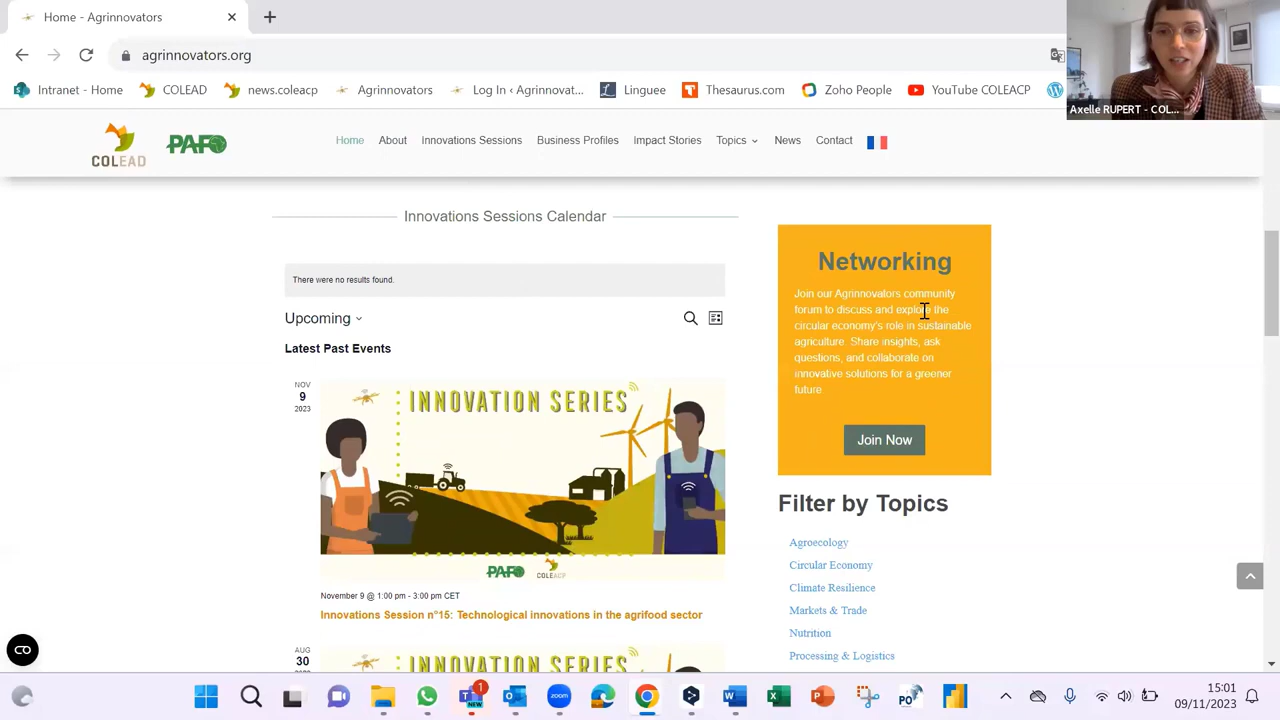 Home - Agrinnovators
agrinnovators.org
Intranet - Home
COLEAD
news.coleacp
Agrinnovators
Log In ‹ Agrinnovat...
Linguee
Thesaurus.com
Zoho People
YouTube COLEACP
Axelle RUPERT - COL...
COLEAD
PAFO
Home
About
Innovations Sessions
Business Profiles
Impact Stories
Topics
News
Contact
Innovations Sessions Calendar
There were no results found.
Upcoming
Latest Past Events
NOV
9
2023
INNOVATION SERIES
PAFO
COLEACP
November 9 @ 1:00 pm - 3:00 pm CET
Innovations Session n°15: Technological innovations in the agrifood sector
AUG
30
INNOVATION SERIES
Networking
Join our Agrinnovators community
forum to discuss and explore the
circular economy's role in sustainable
agriculture. Share insights, ask
questions, and collaborate on
innovative solutions for a greener
future.
Join Now
Filter by Topics
Agroecology
Circular Economy
Climate Resilience
Markets & Trade
Nutrition
Processing & Logistics
1
NEW
zoom
15:01
09/11/2023